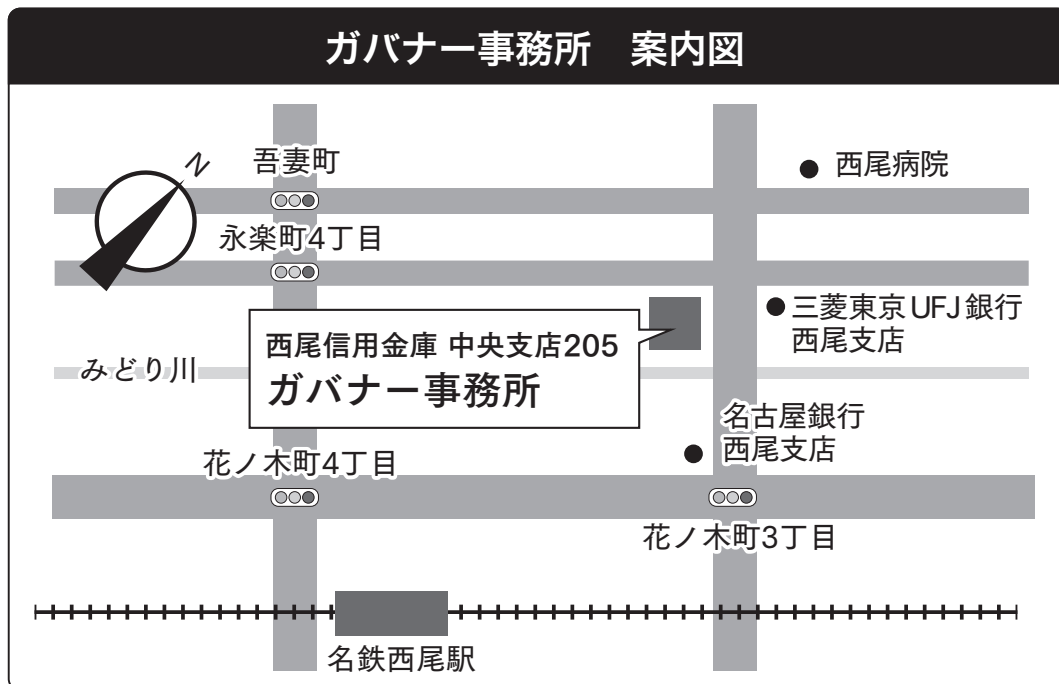 ガバナー事務所　案内図
N
吾妻町
西尾病院
永楽町4丁目
三菱東京UFJ銀行
西尾支店
西尾信用金庫 中央支店205
ガバナー事務所
みどり川
名古屋銀行
西尾支店
花ノ木町4丁目
花ノ木町3丁目
名鉄西尾駅